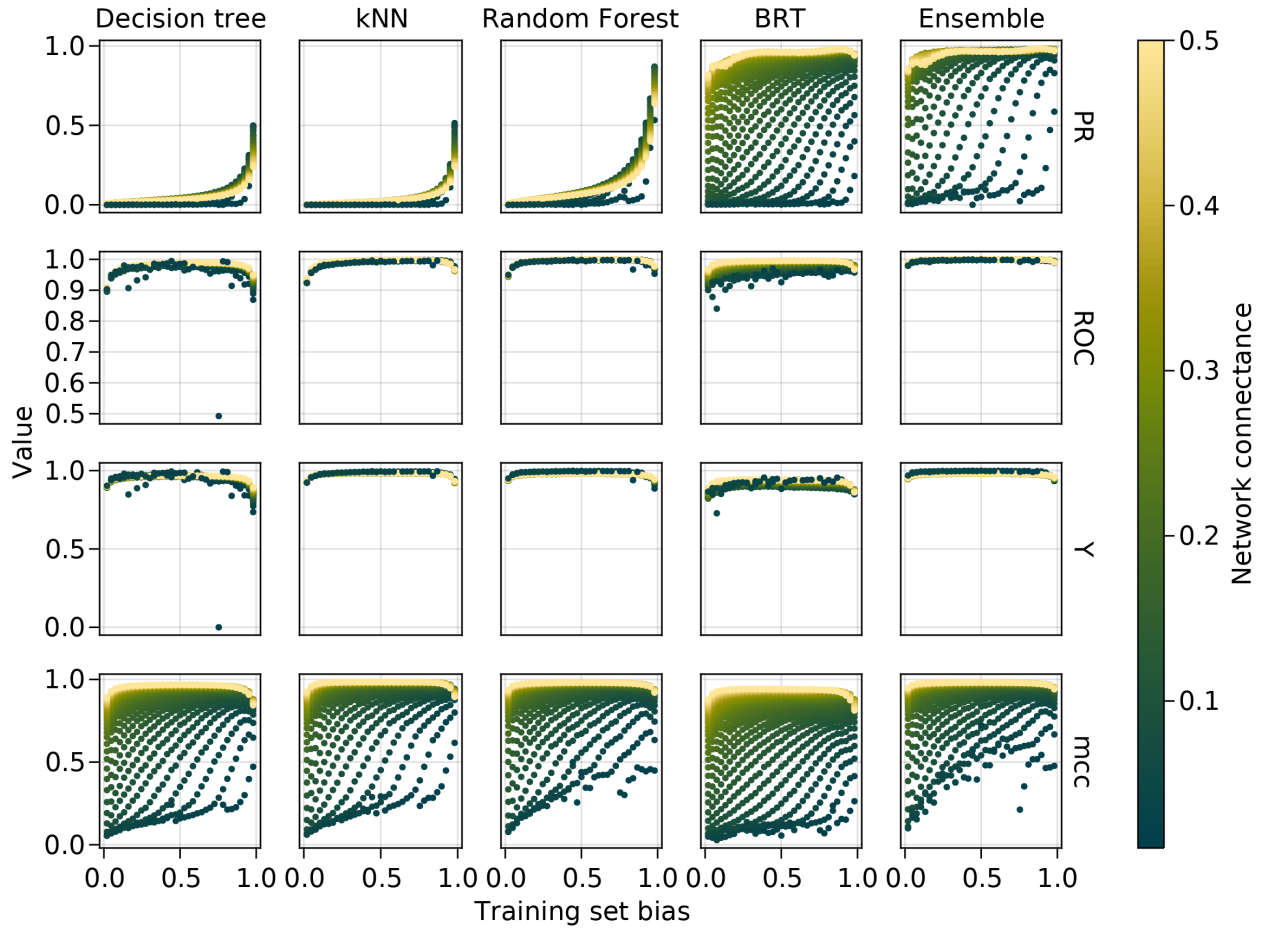 Decision tree kNN Random Forest BRT Ensemble
1.0
0.5
0.0
PR
1.0
0.9
0.8
0.7
0.6
0.5
ROC
1.0
0.5
0.0
Y
1.0
0.5
0.0
mcc
0.0 0.5 1.0 0.0 0.5 1.0 0.0 0.5 1.0 0.0 0.5 1.0 0.0 0.5 1.0
Training set bias
Value
0.5
0.4
0.3
0.2
0.1
Network connectance